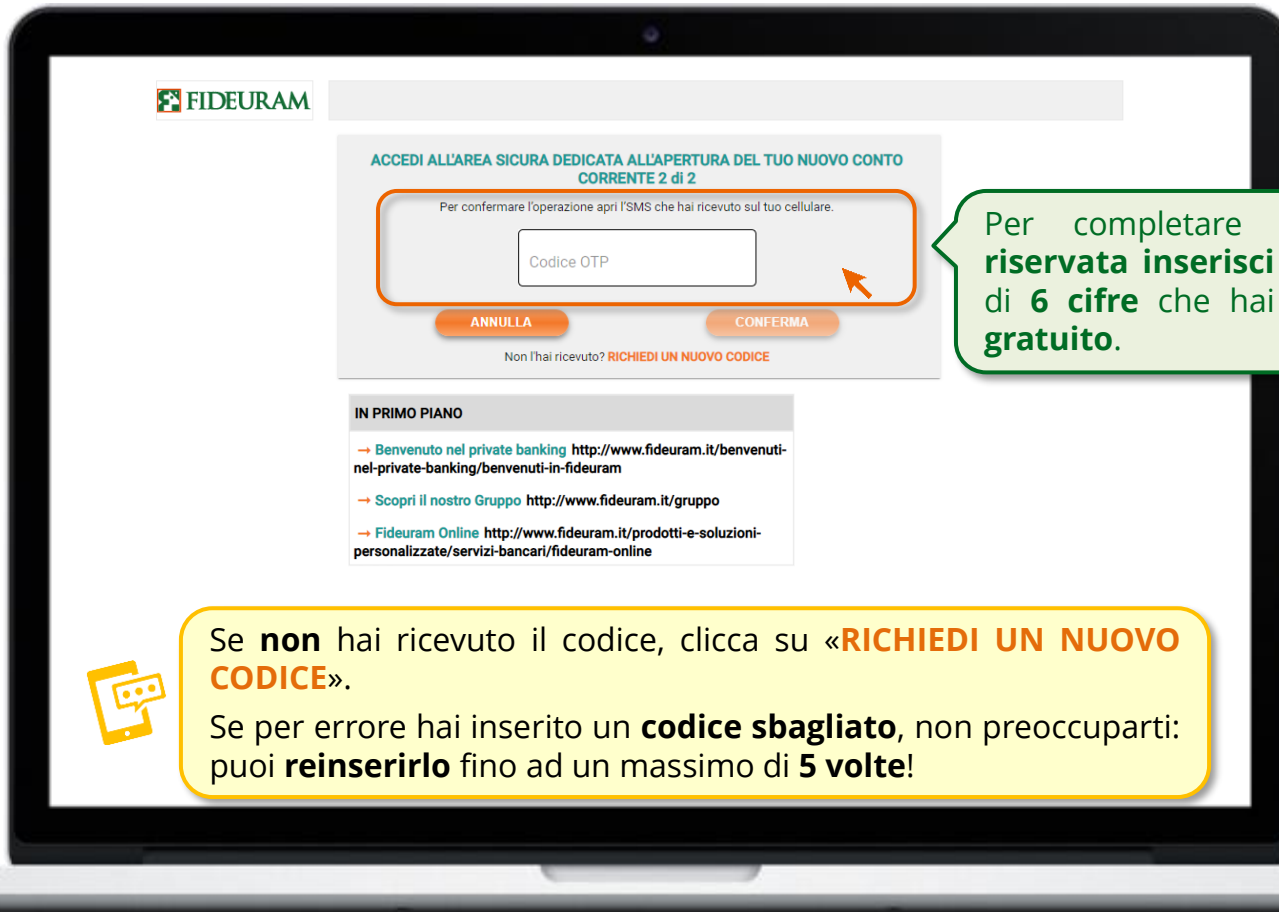 FIDEURAM
ACCEDI ALL'AREA SICURA DEDICATA ALL'APERTURA DEL TUO NUOVO CONTO
CORRENTE 2 di 2
Per confermare l'operazione apri l'SMS che hai ricevuto sul tuo cellulare.
Codice OTP
ANNULLA
CONFERMA
Non l'hai ricevuto? RICHIEDI UN NUOVO CODICE
Per completare
riservata inserisci
di 6 cifre che hai
gratuito.
IN PRIMO PIANO
→ Benvenuto nel private banking http://www.fideuram.it/benvenuti-
nel-private-banking/benvenuti-in-fideuram
→ Scopri il nostro Gruppo http://www.fideuram.it/gruppo
→ Fideuram Online http://www.fideuram.it/prodotti-e-soluzioni-
personalizzate/servizi-bancari/fideuram-online
Se non hai ricevuto il codice, clicca su «RICHIEDI UN NUOVO
CODICE».
Se per errore hai inserito un codice sbagliato, non preoccuparti:
puoi reinserirlo fino ad un massimo di 5 volte!